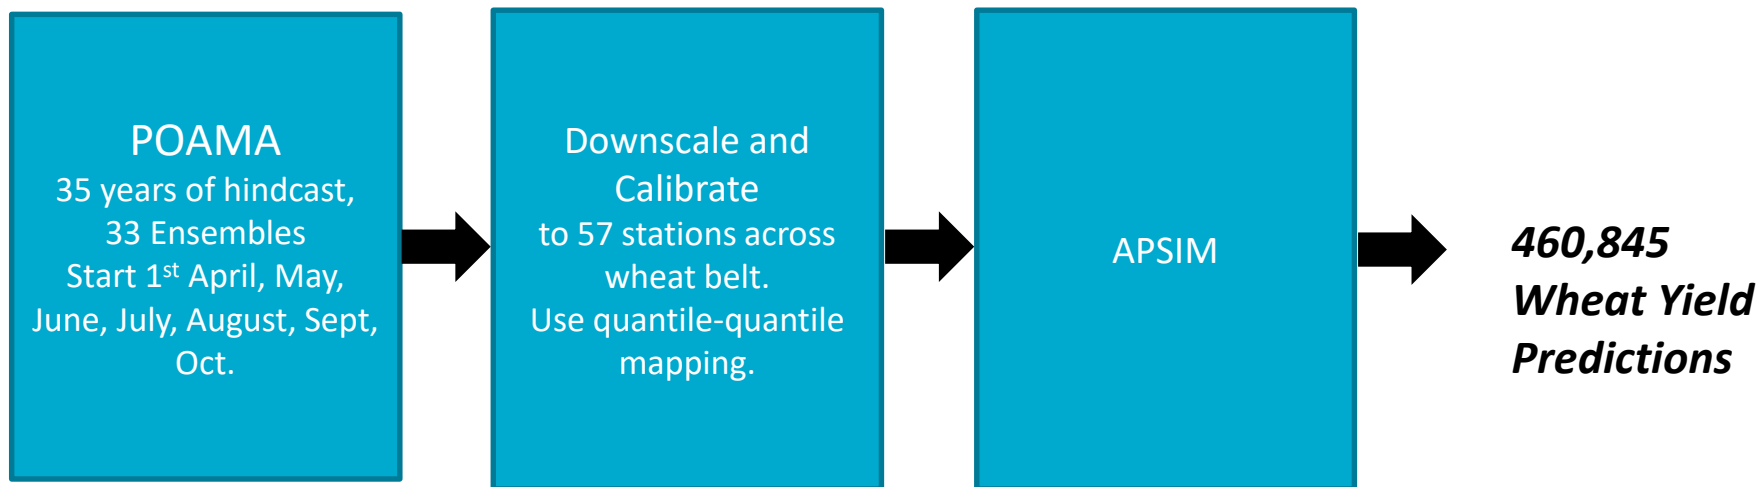 POAMA
35 years of hindcast,
33 Ensembles
Start 1st April, May,
June, July, August, Sept,
Oct.
Downscale and
Calibrate
to 57 stations across
wheat belt.
Use quantile-quantile
mapping.
APSIM
460,845
Wheat Yield
Predictions